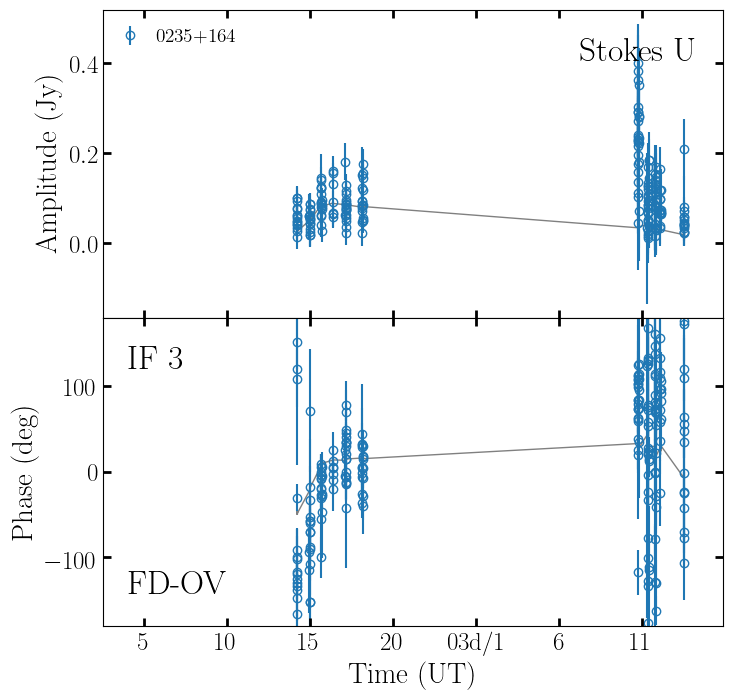 0235+164
Stokes U
0.4
0.2
0.0
Amplitude (Jy)
IF 3
100
0
−100
Phase (deg)
FD-OV
5 10 15 20 03d/1 6 11
Time (UT)